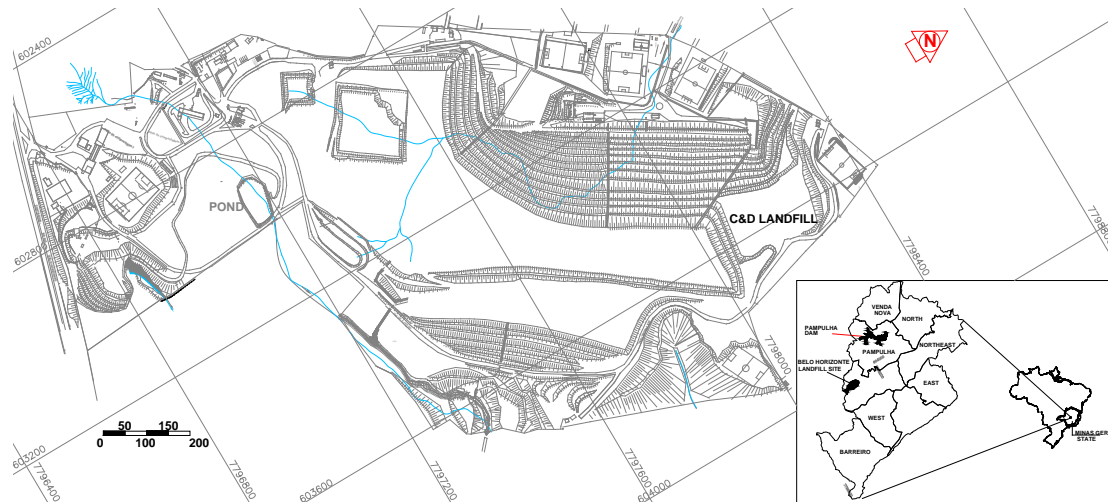 602400
N
POND
C&D LANDFILL
602800
7798400
7798000
50 150
0 100 200
603200
7796400
7796800
603600
7797200
7797600
604000
VENDA
NOVA
NORTH
PAMPULHA
DAM
NORTHEAST
PAMPULHA
BELO HORIZONTE
LANDFILL SITE
EAST
WEST
BARREIRO
MINAS GER
STATE